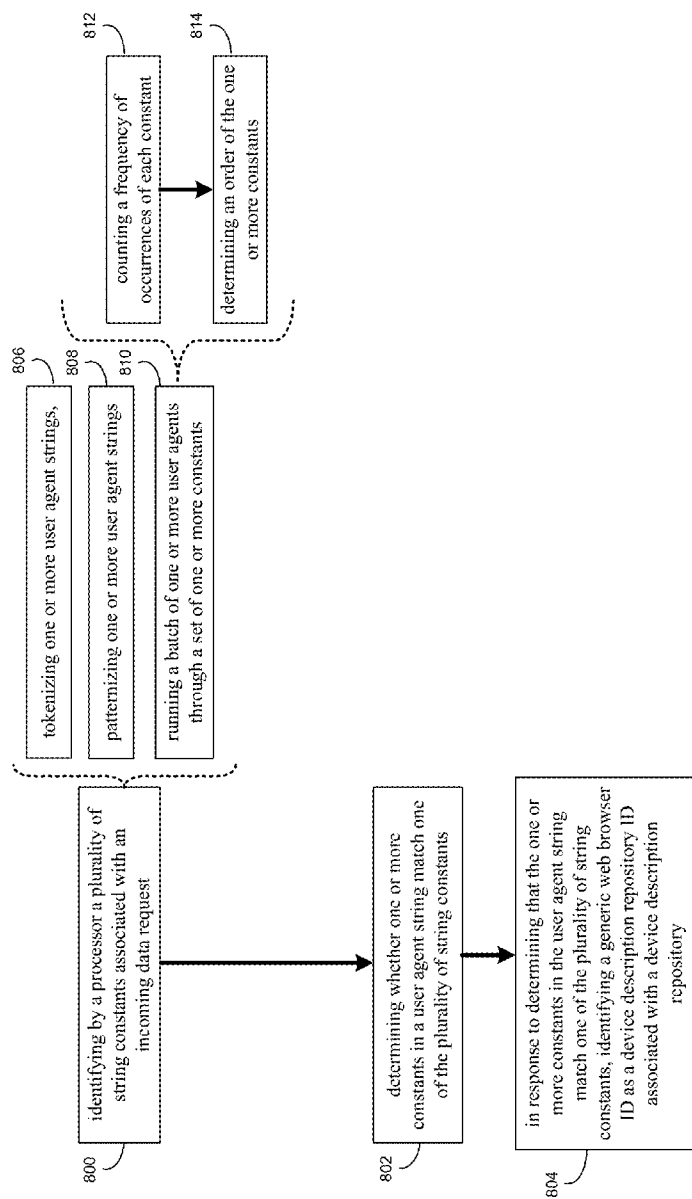 800
identifying by a processor a plurality of
string constants associated with an
incoming data request
806
tokenizing one or more user agent strings,
808
patternizing one or more user agent strings
810
running a batch of one or more user agents
through a set of one or more constants
812
counting a frequency of
occurrences of each constant
814
determining an order of the one
or more constants
802
determining whether one or more
constants in a user agent string match one
of the plurality of string constants
804
in response to determining that the one or
more constants in the user agent string
match one of the plurality of string
constants, identifying a generic web browser
ID as a device description repository ID
associated with a device description
repository